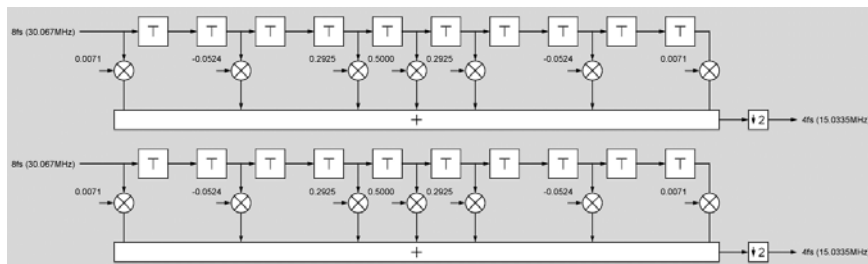 8fs (30.067MHz) T T T T T T T T T T
0.0071 -0.0524 0.2925 0.5000 0.2925 -0.0524 0.0071
+ 2 4fs (15.0335MHz)
8fs (30.067MHz) T T T T T T T T T T
0.0071 -0.0524 0.2925 0.5000 0.2925 -0.0524 0.0071
+ 2 4fs (15.0335MHz)